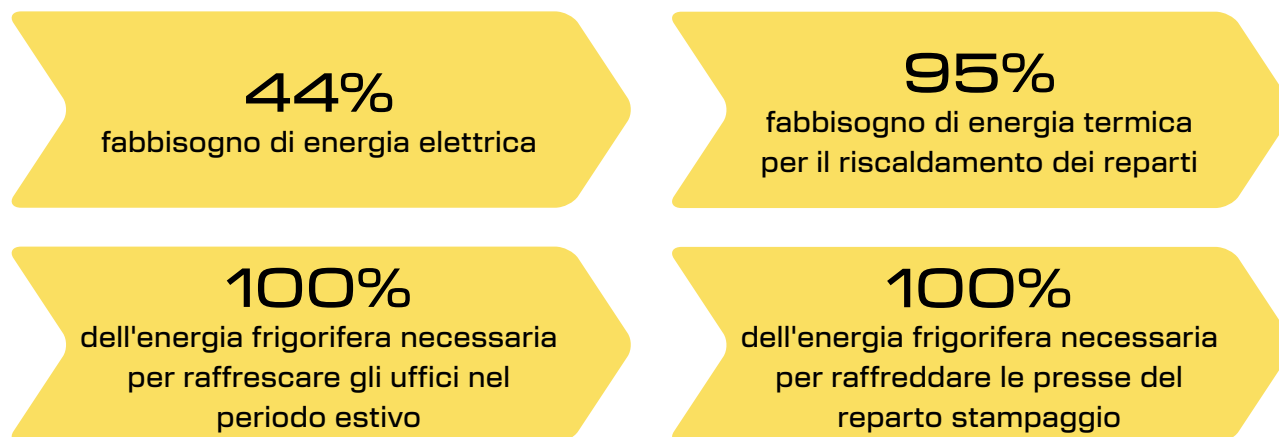 44%
fabbisogno di energia elettrica
95%
fabbisogno di energia termica
per il riscaldamento dei reparti
100%
dell'energia frigorifera necessaria
per raffrescare gli uffici nel
periodo estivo
100%
dell'energia frigorifera necessaria
per raffreddare le presse del
reparto stampaggio